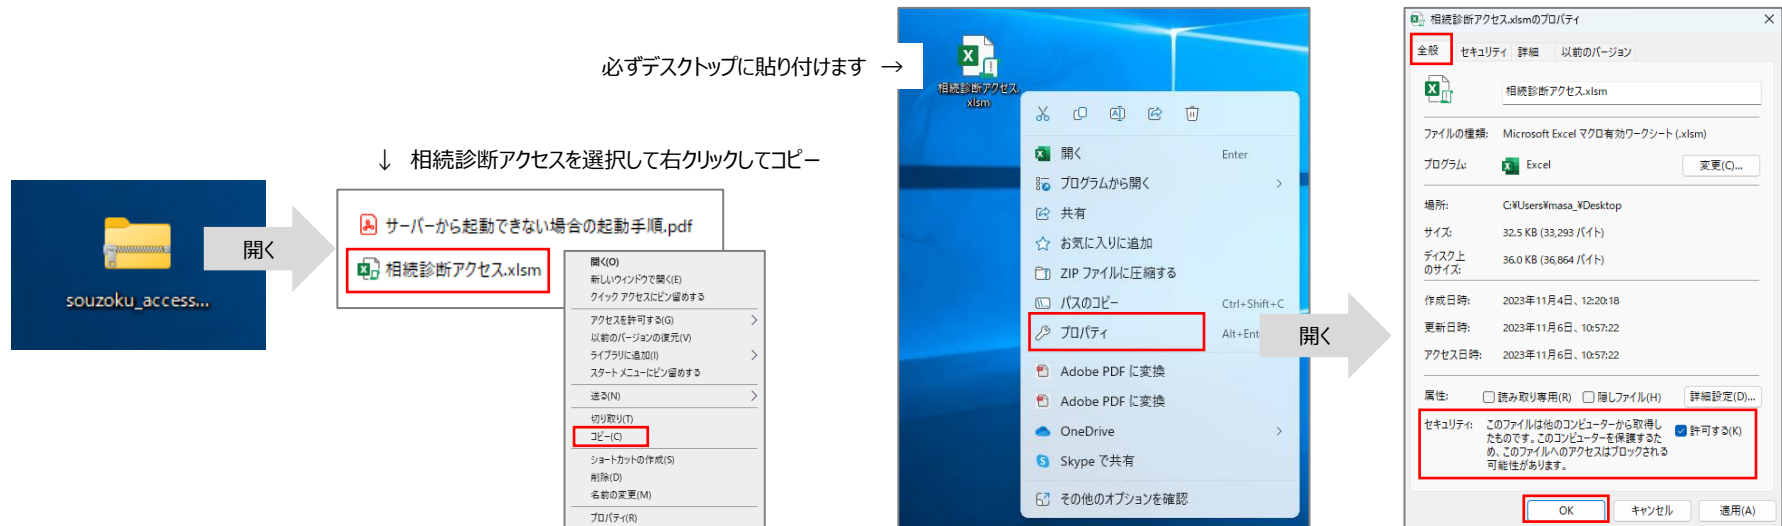 必ずデスクトップに貼り付けます →
↓ 相続診断アクセスを選択して右クリックしてコピー
souzoku_access...
開く
サーバーから起動できない場合の起動手順.pdf
相続診断アクセス.xlsm
開く(O)
新しいウィンドウで開く(E)
クイック アクセスにピン留めする
アクセスを許可する(G)
以前のバージョンの復元(V)
ライブラリに追加(I)
スタート メニューにピン留めする
送る(N)
切り取り(T)
コピー(C)
ショートカットの作成(S)
削除(D)
名前の変更(M)
プロパティ(R)
相続診断アクセス.
xlsm
開く Enter
プログラムから開く
共有
お気に入りに追加
ZIP ファイルに圧縮する
パスのコピー Ctrl+Shift+C
プロパティ Alt+Ent
Adobe PDF に変換
Adobe PDF に変換
OneDrive
Skype で共有
その他のオプションを確認
開く
相続診断アクセス.xlsmのプロパティ
全般 セキュリティ 詳細 以前のバージョン
相続診断アクセス.xlsm
ファイルの種類: Microsoft Excel マクロ有効ワークシート (.xlsm)
プログラム: Excel 変更(C)...
場所: C:¥Users¥masa_¥Desktop
サイズ: 32.5 KB (33,293 バイト)
ディスク上
のサイズ: 36.0 KB (36,864 バイト)
作成日時: 2023年11月4日、12:20:18
更新日時: 2023年11月6日、10:57:22
アクセス日時: 2023年11月6日、10:57:22
属性: 読み取り専用(R) 隠しファイル(H) 詳細設定(D)...
セキュリティ: このファイルは他のコンピューターから取得し
たものです。このコンピューターを保護するた
め、このファイルへのアクセスはブロックされる
可能性があります。
許可する(K)
OK キャンセル 適用(A)